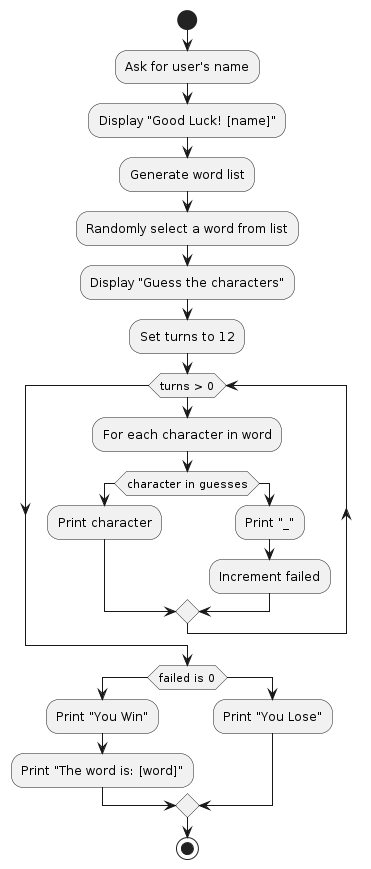 Ask for user's name
Display "Good Luck! [name]"
Generate word list
Randomly select a word from list
Display "Guess the characters"
Set turns to 12
turns > 0
For each character in word
character in guesses
Print character
Print "_"
Increment failed
failed is 0
Print "You Win"
Print "You Lose"
Print "The word is: [word]"